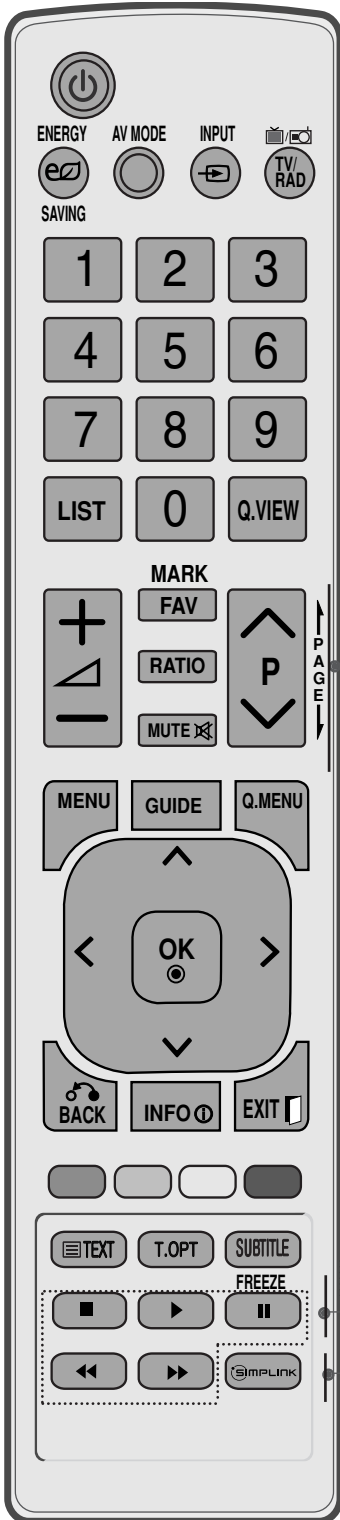 ENERGY AV MODE INPUT
TV/
RAD
SAVING
1 2 3
4 5 6
7 8 9
LIST 0 Q.VIEW
MARK
FAV
RATIO
MUTE
P
PAGE
MENU GUIDE Q.MENU
OK
BACK INFO i EXIT
TEXT T.OPT SUBTITLE
FREEZE
SIMPLINK